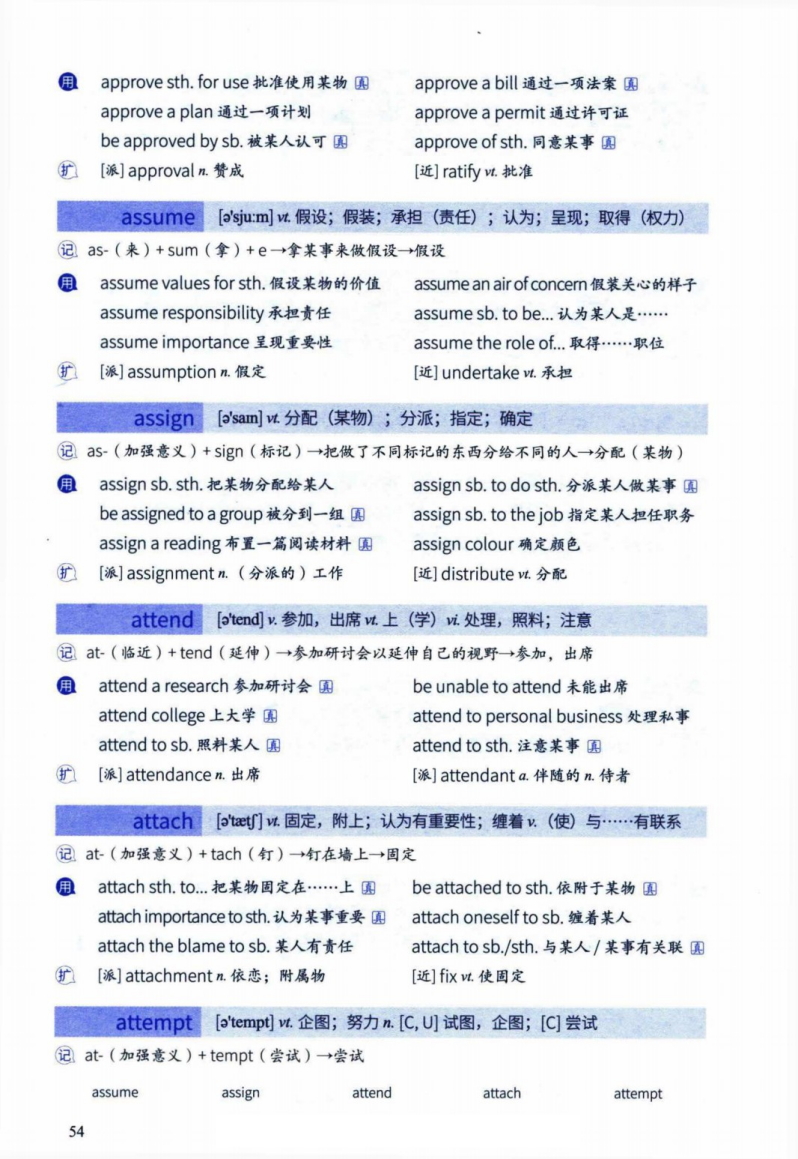 用 approve sth. for use 批准使用某物 真 approve a bill 通过一项法案 真
approve a plan 通过一项计划 approve a permit 通过许可证
be approved by sb. 被某人认可 真 approve of sth. 同意某事 真
扩 [派] approval n. 赞成 [近] ratify vt. 批准
assume [ə'sju:m] vt. 假设；假装；承担（责任）；认为；呈现；取得（权力）
记 as-（来）+ sum（拿）+ e→拿某事来做假设→假设
用 assume values for sth. 假设某物的价值 assume an air of concern 假装关心的样子
assume responsibility 承担责任 assume sb. to be... 认为某人是……
assume importance 呈现重要性 assume the role of... 取得……职位
扩 [派] assumption n. 假定 [近] undertake vt. 承担
assign [ə'saın] vt. 分配（某物）；分派；指定；确定
记 as-（加强意义）+ sign（标记）→把做了不同标记的东西分给不同的人→分配（某物）
用 assign sb. sth. 把某物分配给某人 assign sb. to do sth. 分派某人做某事 真
be assigned to a group 被分到一组 真 assign sb. to the job 指定某人担任职务
assign a reading 布置一篇阅读材料 真 assign colour 确定颜色
扩 [派] assignment n.（分派的）工作 [近] distribute vt. 分配
attend [ə'tend] v. 参加，出席 vt. 上（学）vi. 处理，照料；注意
记 at-（临近）+ tend（延伸）→参加研讨会以延伸自己的视野→参加，出席
用 attend a research 参加研讨会 真 be unable to attend 未能出席
attend college 上大学 真 attend to personal business 处理私事
attend to sb. 照料某人 真 attend to sth. 注意某事 真
扩 [派] attendance n. 出席 [派] attendant a. 伴随的 n. 侍者
attach [ə'tætʃ] vt. 固定，附上；认为有重要性；缠着 v.（使）与……有联系
记 at-（加强意义）+ tach（钉）→钉在墙上→固定
用 attach sth. to... 把某物固定在……上 真 be attached to sth. 依附于某物 真
attach importance to sth. 认为某事重要 真 attach oneself to sb. 缠着某人
attach the blame to sb. 某人有责任 attach to sb./sth. 与某人 / 某事有关联 真
扩 [派] attachment n. 依恋；附属物 [近] fix vt. 使固定
attempt [ə'tempt] vt. 企图；努力 n. [C, U] 试图，企图；[C] 尝试
记 at-（加强意义）+ tempt（尝试）→尝试
assume assign attend attach attempt
54